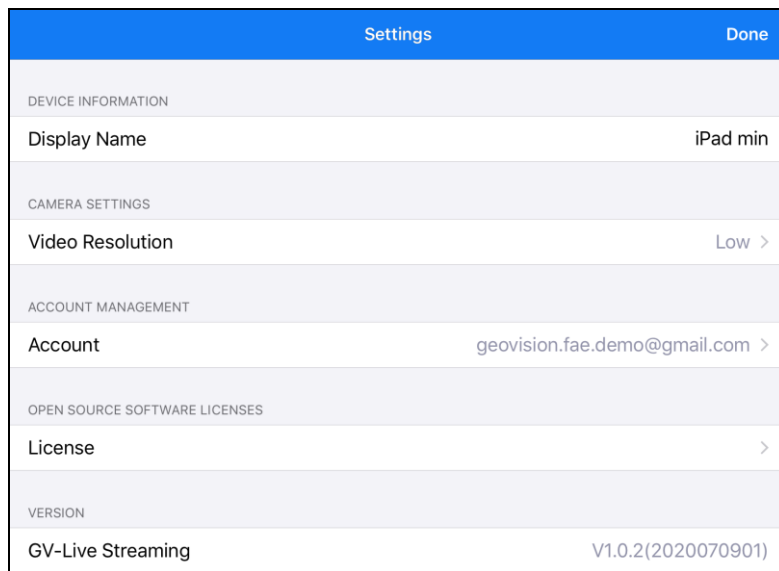 Settings Done
DEVICE INFORMATION
Display Name iPad min
CAMERA SETTINGS
Video Resolution Low
ACCOUNT MANAGEMENT
Account geovision.fae.demo@gmail.com
OPEN SOURCE SOFTWARE LICENSES
License
VERSION
GV-Live Streaming V1.0.2(2020070901)